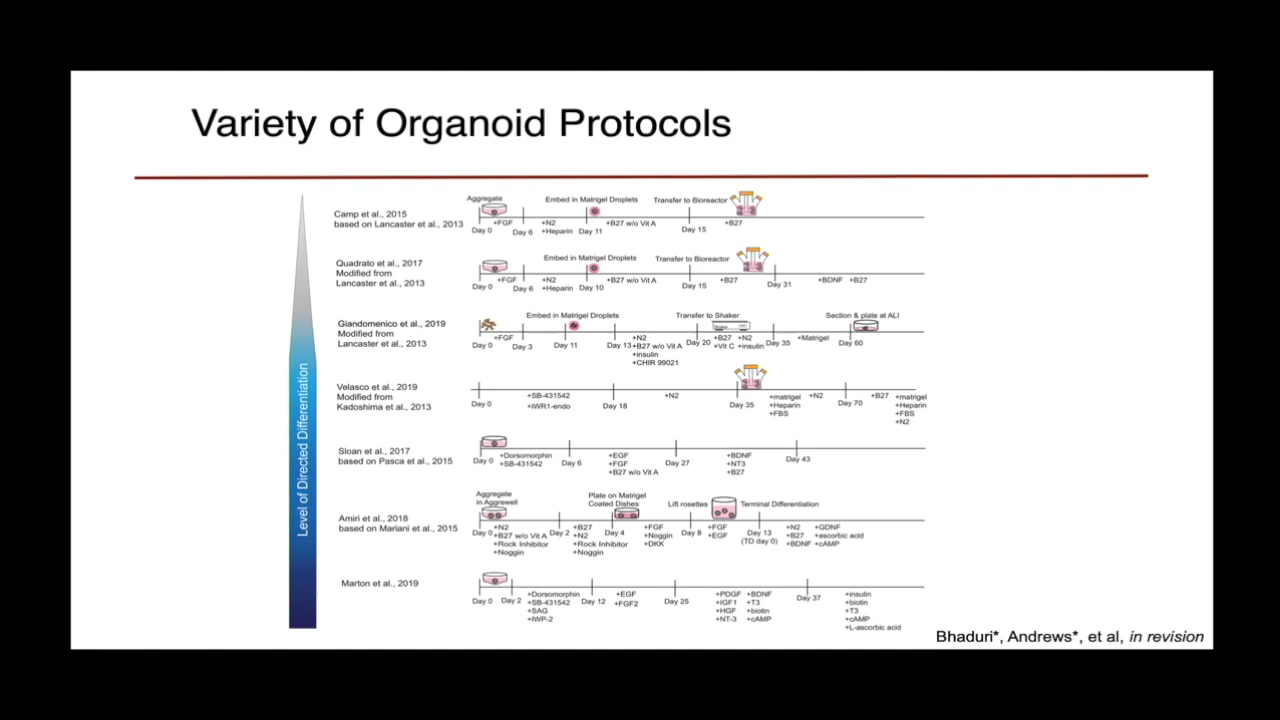 Variety of Organoid Protocols
Level of Directed Differentiation
Camp et al., 2015
based on Lancaster et al., 2013
Aggregate
Embed in Matrigel Droplets
Transfer to Bioreactor
Day 0
+FGF
Day 6
+N2
+Heparin
Day 11
+B27 w/o Vit A
Day 15
+B27
Quadrato et al., 2017
Modified from
Lancaster et al., 2013
Embed in Matrigel Droplets
Transfer to Bioreactor
Day 0
+FGF
Day 6
+N2
+Heparin
Day 10
+B27 w/o Vit A
Day 15
+B27
Day 31
+BDNF +B27
Giandomenico et al., 2019
Modified from
Lancaster et al., 2013
Embed in Matrigel Droplets
Transfer to Shaker
Section & plate at ALI
Day 0
+FGF
Day 3
Day 11
Day 13
+N2
+B27 w/o Vit A
+insulin
+CHIR 99021
Day 20
+B27 +N2
+Vit C +insulin
Day 35
+Matrigel
Day 60
Velasco et al., 2019
Modified from
Kadoshima et al., 2013
Day 0
+SB-431542
+IWR1-endo
Day 18
+N2
Day 35
+matrigel
+Heparin
+FBS
+N2
Day 70
+B27
+matrigel
+Heparin
+FBS
+N2
Sloan et al., 2017
based on Pasca et al., 2015
Day 0
+Dorsomorphin
+SB-431542
Day 6
+EGF
+FGF
+B27 w/o Vit A
Day 27
+BDNF
+NT3
+B27
Day 43
Amiri et al., 2018
based on Mariani et al., 2015
Aggregate
in Aggrewell
Plate on Matrigel
Coated Dishes
Lift rosettes
Terminal Differentiation
Day 0
+N2
+B27 w/o Vit A
+Rock Inhibitor
+Noggin
Day 2
+B27
+N2
+Rock Inhibitor
+Noggin
Day 4
+FGF
+Noggin
+DKK
Day 8
+FGF
+EGF
Day 13
(TD day 0)
+N2 +GDNF
+B27 +ascorbic acid
+BDNF +cAMP
Marton et al., 2019
Day 0
Day 2
+Dorsomorphin
+SB-431542
+SAG
+IWP-2
Day 12
+EGF
+FGF2
Day 25
+PDGF +BDNF
+IGF1 +T3
+HGF +biotin
+NT-3 +cAMP
Day 37
+insulin
+biotin
+T3
+cAMP
+L-ascorbic acid
Bhaduri*, Andrews*, et al, in revision